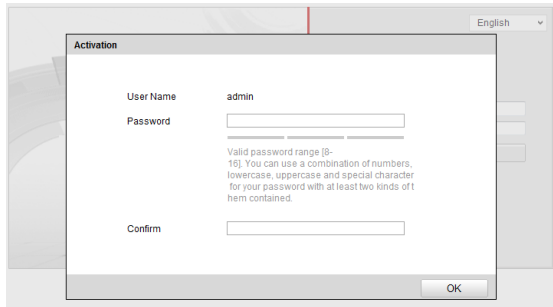 English
Activation
User Name admin
Password
Valid password range [8-
16]. You can use a combination of numbers,
lowercase, uppercase and special character
for your password with at least two kinds of t
hem contained.
Confirm
OK